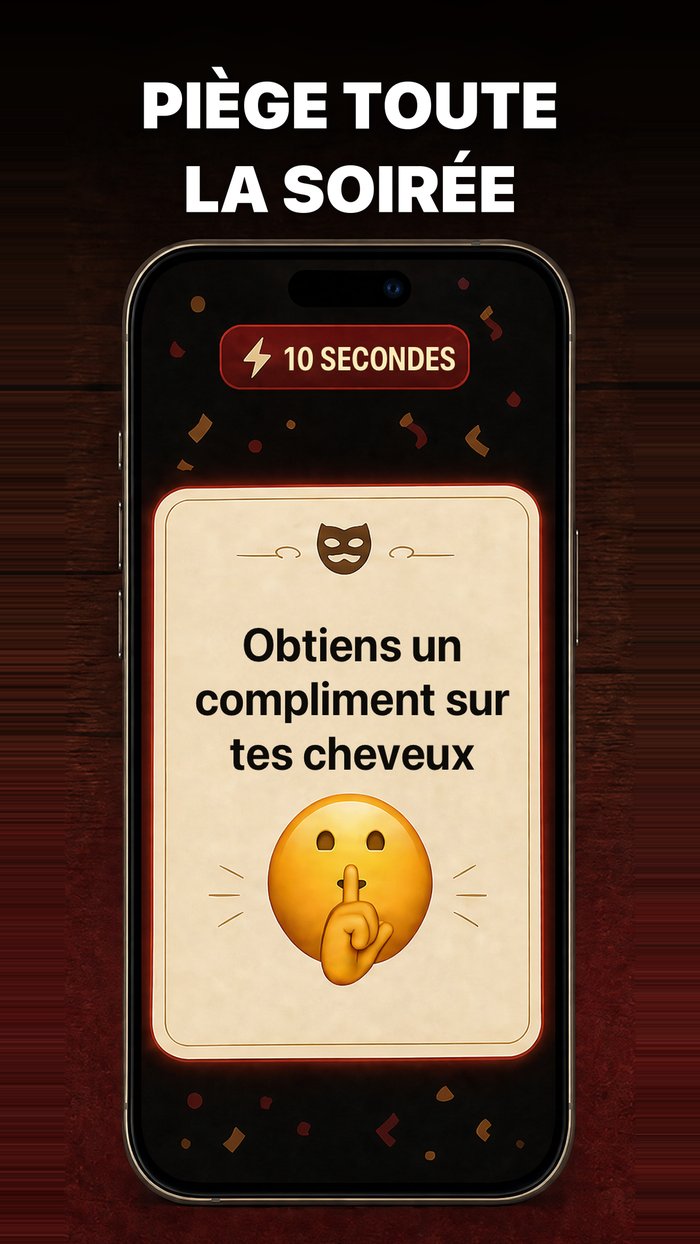 PIÈGE TOUTE
LA SOIRÉE
10 SECONDES
Obtiens un
compliment sur
tes cheveux